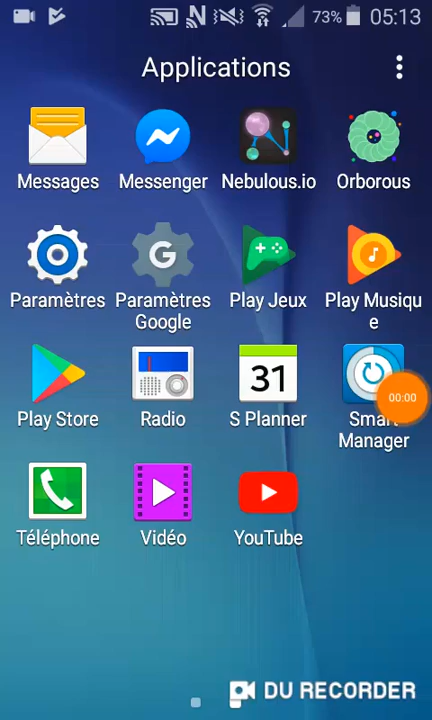 73% 05:13
Applications
Messages Messenger Nebulous.io Orborous
Paramètres Paramètres Play Jeux Play Musiqu
Google e
31 00:00
Play Store Radio S Planner Smart
Manager
Téléphone Vidéo YouTube
DU RECORDER